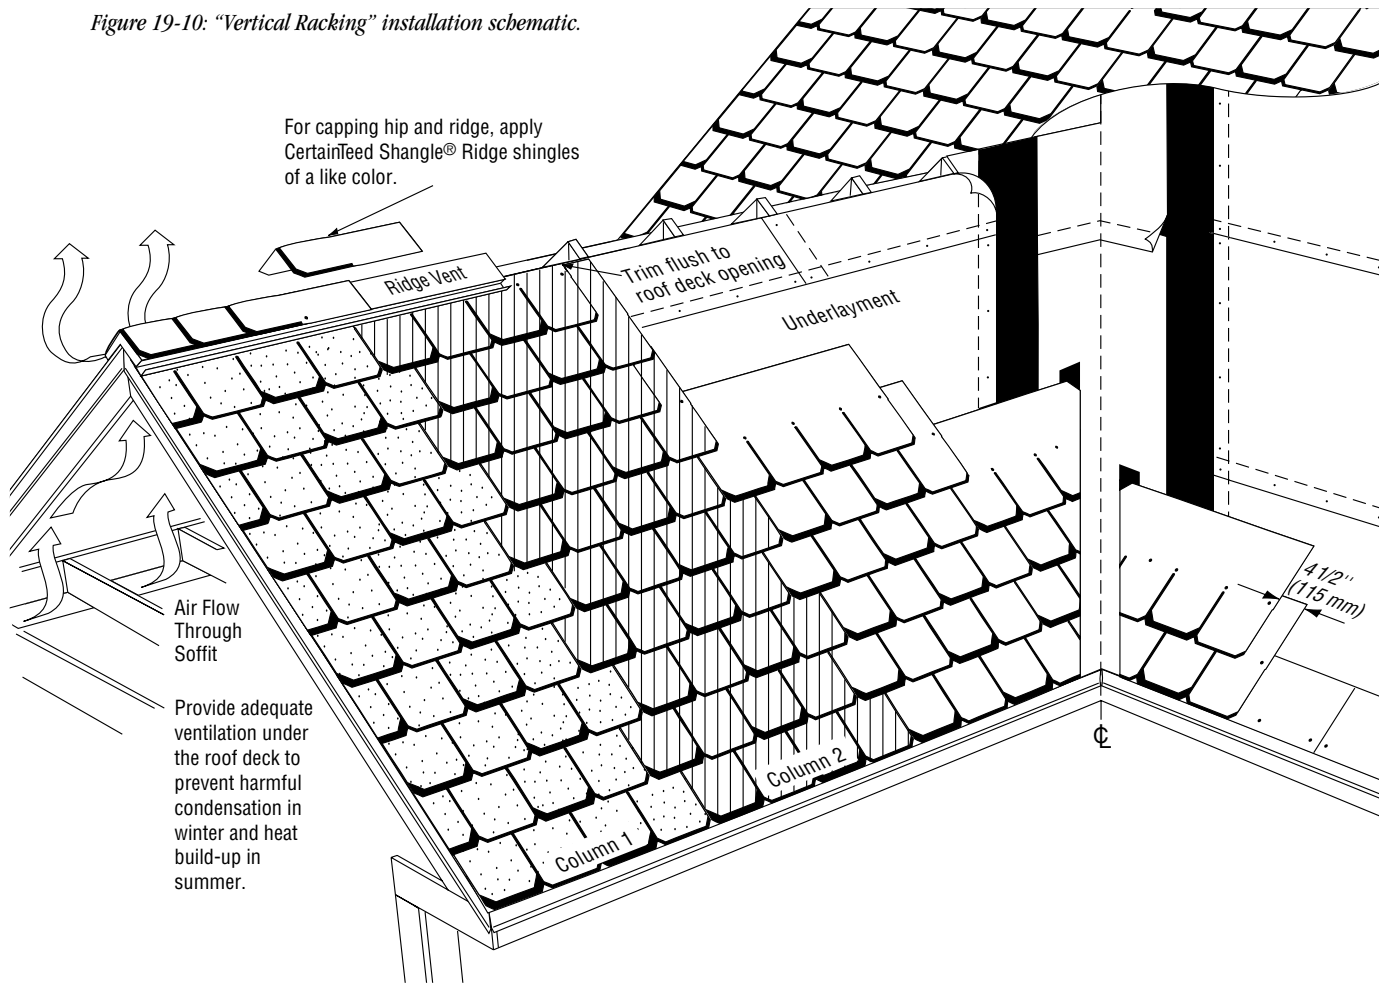 Figure 19-10: “Vertical Racking” installation schematic.
For capping hip and ridge, apply
CertainTeed Shangle® Ridge shingles
of a like color.
Ridge Vent
Trim flush to
roof deck opening
Underlayment
4 1/2''
(115 mm)
Air Flow
Through
Soffit
Provide adequate
ventilation under
the roof deck to
prevent harmful
condensation in
winter and heat
build-up in
summer.
Column 1
Column 2
℄